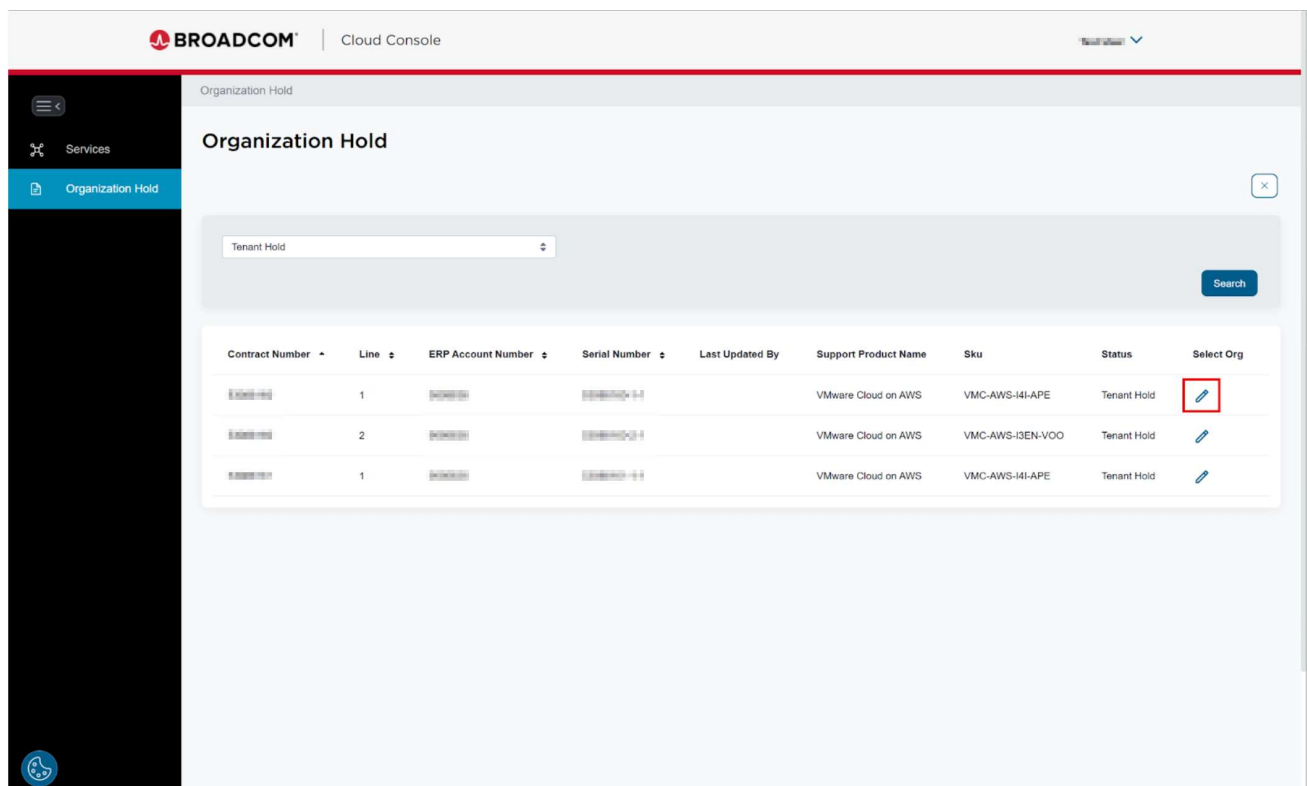 BROADCOM® Cloud Console
Organization Hold
Services
Organization Hold
Organization Hold
Tenant Hold
Search
Contract Number Line ERP Account Number Serial Number Last Updated By Support Product Name Sku Status Select Org
1 VMware Cloud on AWS VMC-AWS-I4I-APE Tenant Hold
2 VMware Cloud on AWS VMC-AWS-I3EN-VOO Tenant Hold
1 VMware Cloud on AWS VMC-AWS-I4I-APE Tenant Hold